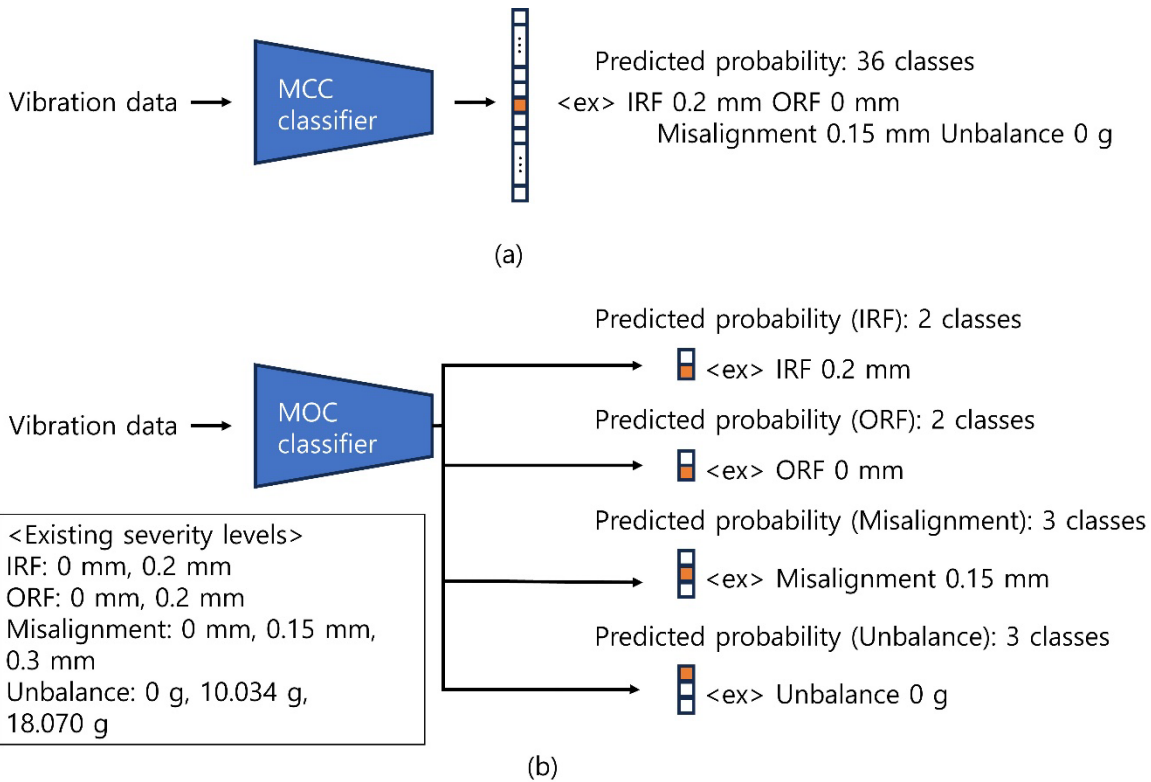 Vibration data
MCC
classifier
Predicted probability: 36 classes
<ex> IRF 0.2 mm ORF 0 mm
Misalignment 0.15 mm Unbalance 0 g
(a)
Vibration data
MOC
classifier
Predicted probability (IRF): 2 classes
<ex> IRF 0.2 mm
Predicted probability (ORF): 2 classes
<ex> ORF 0 mm
Predicted probability (Misalignment): 3 classes
<ex> Misalignment 0.15 mm
Predicted probability (Unbalance): 3 classes
<ex> Unbalance 0 g
<Existing severity levels>
IRF: 0 mm, 0.2 mm
ORF: 0 mm, 0.2 mm
Misalignment: 0 mm, 0.15 mm,
0.3 mm
Unbalance: 0 g, 10.034 g,
18.070 g
(b)